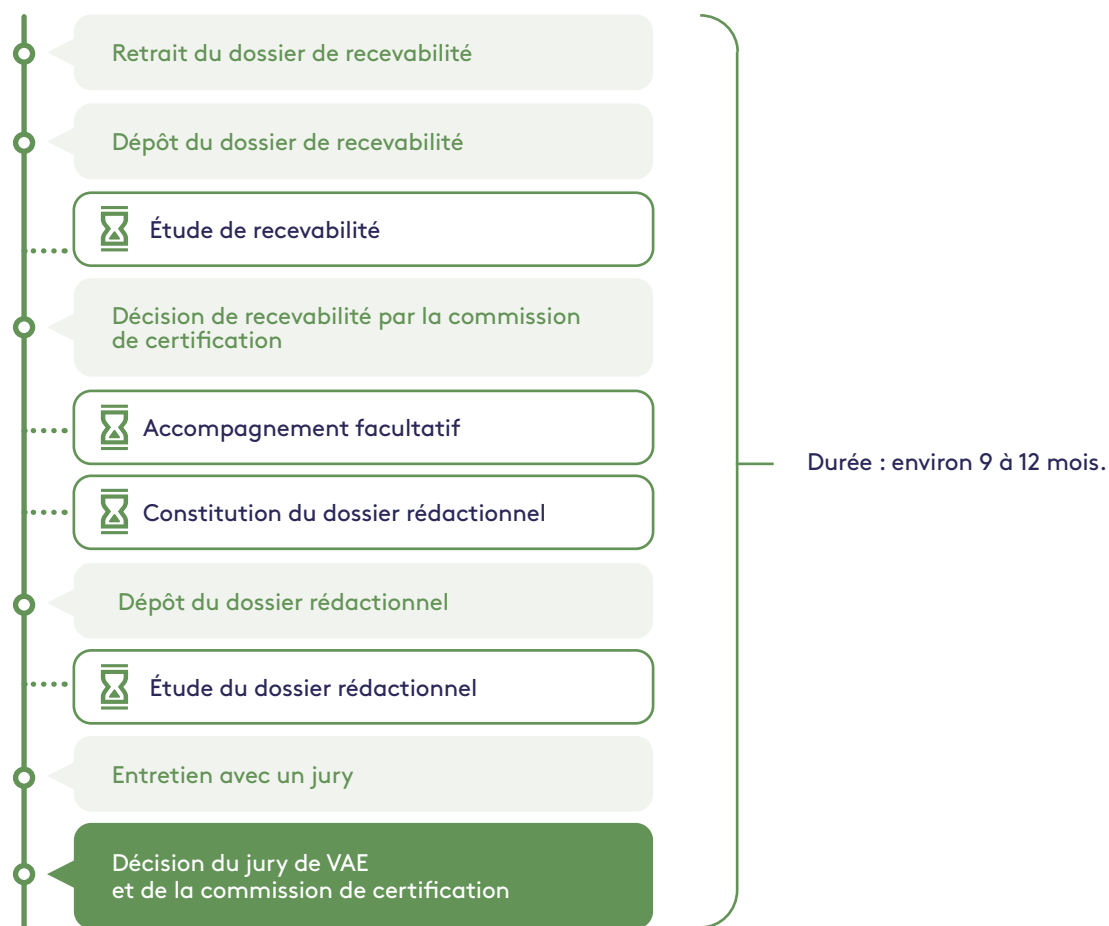 Retrait du dossier de recevabilité
Dépôt du dossier de recevabilité
Étude de recevabilité
Décision de recevabilité par la commission
de certification
Accompagnement facultatif
Constitution du dossier rédactionnel
Dépôt du dossier rédactionnel
Étude du dossier rédactionnel
Entretien avec un jury
Décision du jury de VAE
et de la commission de certification
Durée : environ 9 à 12 mois.